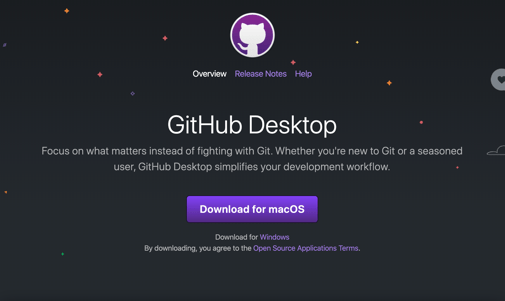 Overview Release Notes Help
GitHub Desktop
Focus on what matters instead of fighting with Git. Whether you're new to Git or a seasoned
user, GitHub Desktop simplifies your development workflow.
Download for macOS
Download for Windows
By downloading, you agree to the Open Source Applications Terms.